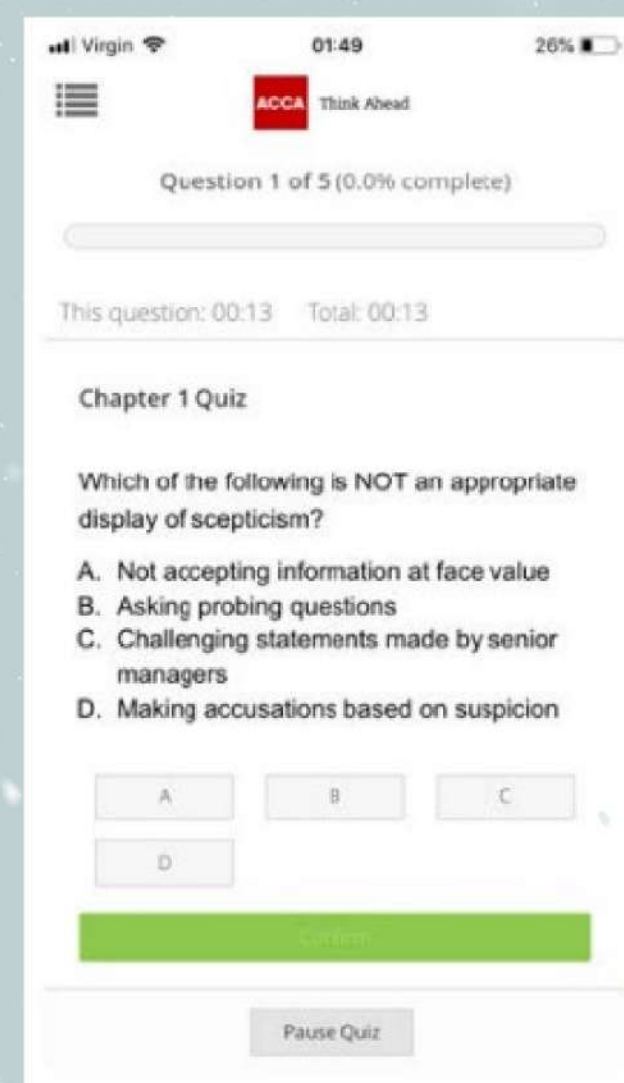 Virgin 01:49 26%
ACCA Think Ahead
Question 1 of 5 (0.0% complete)
This question: 00:13 Total: 00:13
Chapter 1 Quiz
Which of the following is NOT an appropriate
display of scepticism?
A. Not accepting information at face value
B. Asking probing questions
C. Challenging statements made by senior
managers
D. Making accusations based on suspicion
A B C
D
Confirm
Pause Quiz